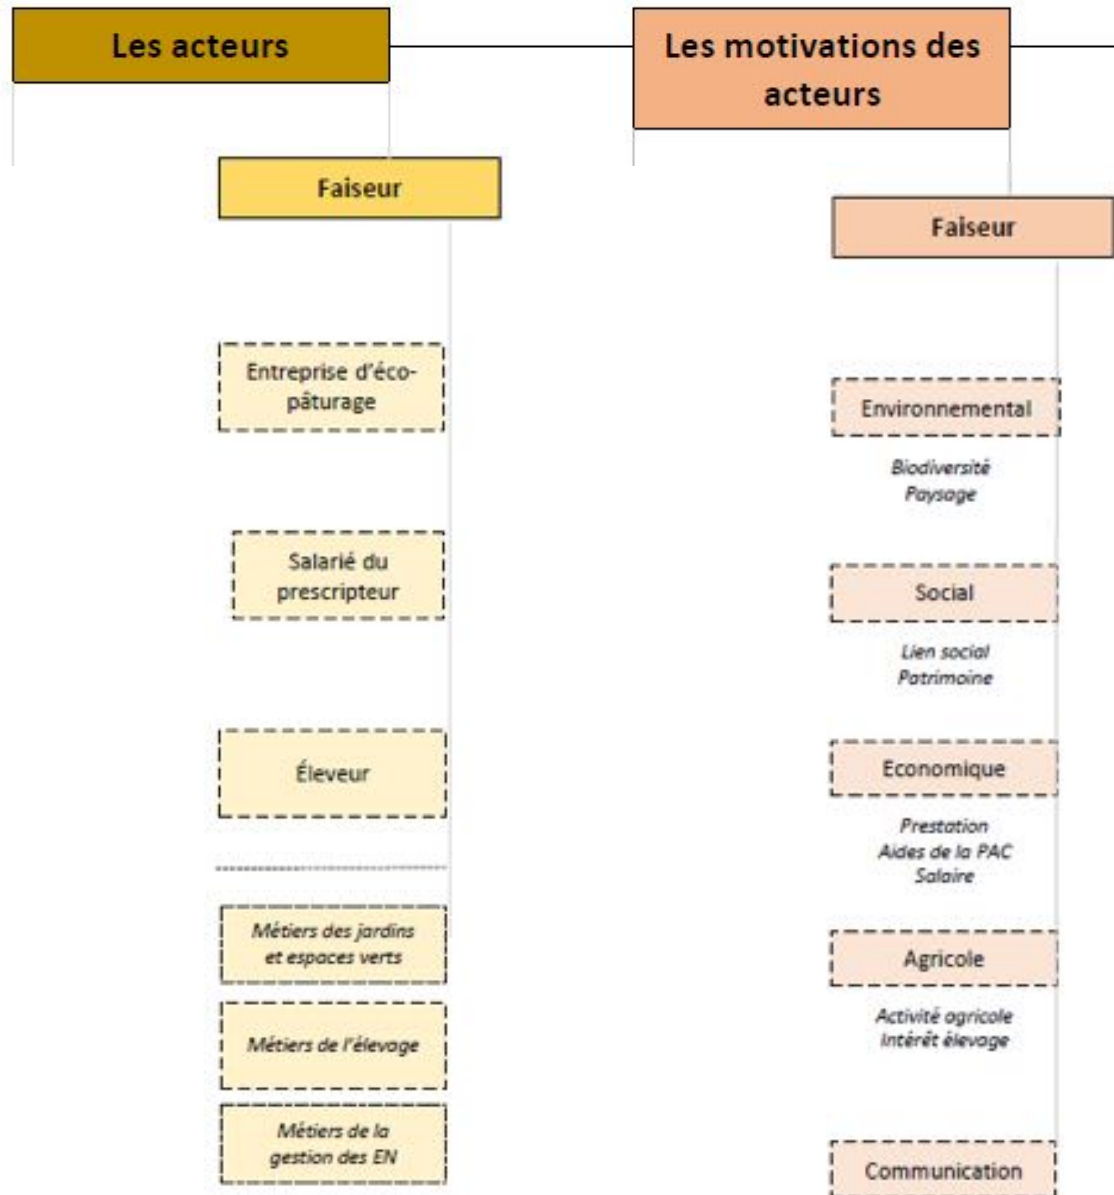 Les acteurs
Faiseur
Entreprise d'éco-
pâturage
Salarié du
prescripteur
Éleveur
Métiers des jardins
et espaces verts
Métiers de l'élevage
Métiers de la
gestion des EN
Les motivations des
acteurs
Faiseur
Environnemental
Biodiversité
Paysage
Social
Lien social
Patrimoine
Economique
Prestation
Aides de la PAC
Salaire
Agricole
Activité agricole
Intérêt élevage
Communication